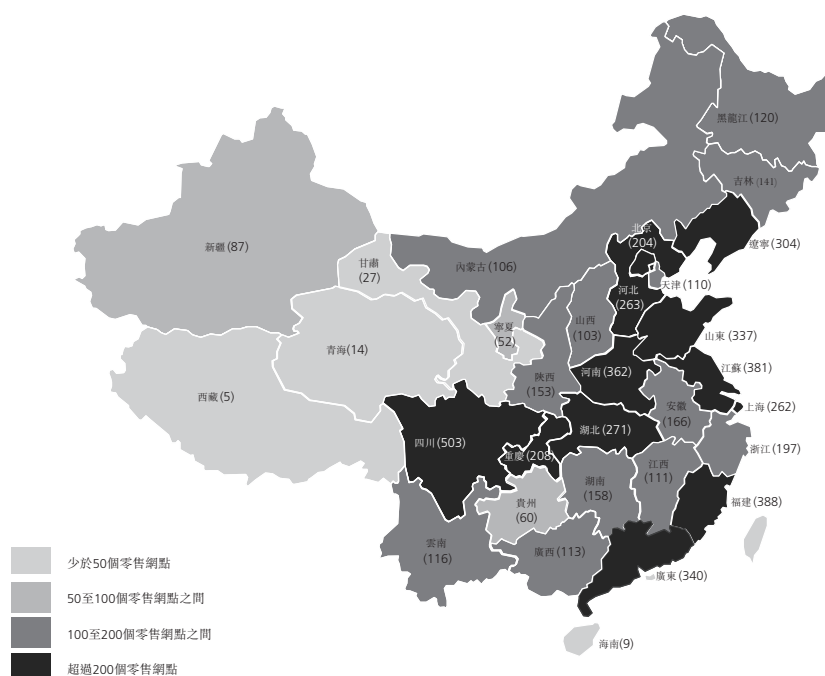 黑龍江(120)
吉林(141)
北京
(204)
遼寧(304)
新疆(87)
甘肅
(27)
內蒙古(106)
天津(110)
河北
(263)
寧夏
(52)
山西
(103)
山東(337)
青海(14)
陝西
(153)
河南(362)
江蘇(381)
西藏(5)
安徽
(166)
上海(262)
四川(503)
湖北(271)
重慶(208)
浙江(197)
江西
(111)
湖南
(158)
貴州
(60)
福建(388)
雲南
(116)
廣西(113)
廣東(340)
海南(9)
少於50個零售網點
50至100個零售網點之間
100至200個零售網點之間
超過200個零售網點